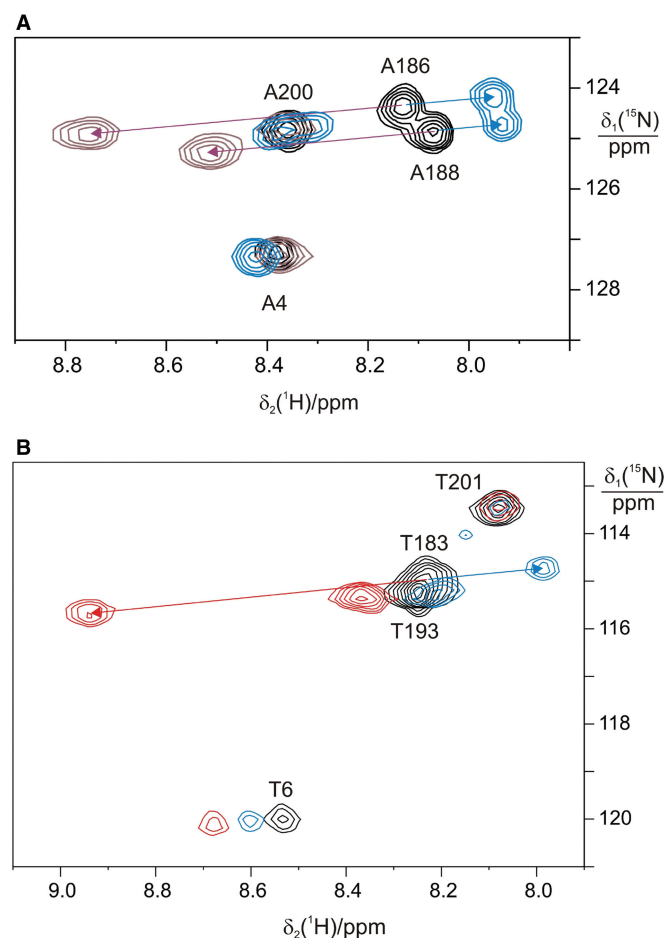 A
A200
A186
A188
A4
124
δ₁(¹⁵N)
ppm
126
128
8.8
8.6
8.4
8.2
8.0
δ₂(¹H)/ppm
B
T201
δ₁(¹⁵N)
ppm
114
T183
T193
116
118
T6
120
9.0
8.8
8.6
8.4
8.2
8.0
δ₂(¹H)/ppm